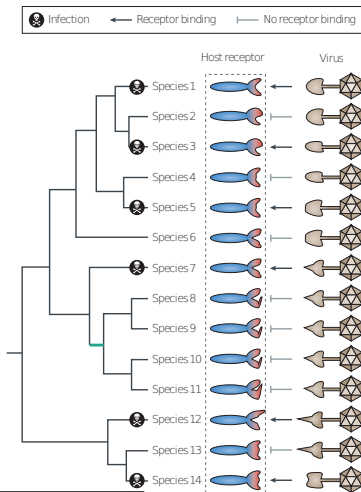 Infection Receptor binding No receptor binding
Host receptor Virus
Species 1
Species 2
Species 3
Species 4
Species 5
Species 6
Species 7
Species 8
Species 9
Species 10
Species 11
Species 12
Species 13
Species 14